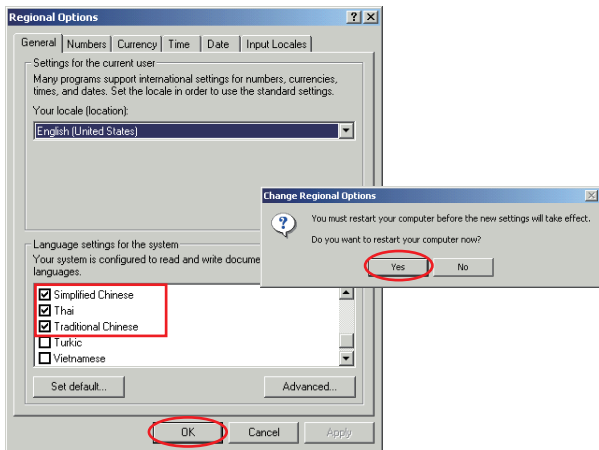 Regional Options
General Numbers Currency Time Date Input Locales
Settings for the current user
Many programs support international settings for numbers, currencies,
times, and dates. Set the locale in order to use the standard settings.
Your locale (location):
English (United States)
Language settings for the system
Your system is configured to read and write docume
languages.
Simplified Chinese
Thai
Traditional Chinese
Turkic
Vietnamese
Set default...
Advanced...
OK
Cancel
Apply
Change Regional Options
You must restart your computer before the new settings will take effect.
Do you want to restart your computer now?
Yes
No